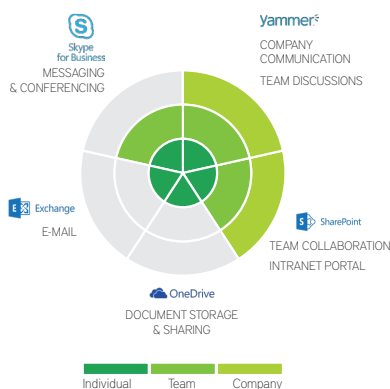 S
Skype
for Business
MESSAGING
& CONFERENCING
yammer
COMPANY
COMMUNICATION
TEAM DISCUSSIONS
E Exchange
E-MAIL
S SharePoint
TEAM COLLABORATION
INTRANET PORTAL
OneDrive
DOCUMENT STORAGE
& SHARING
Individual Team Company